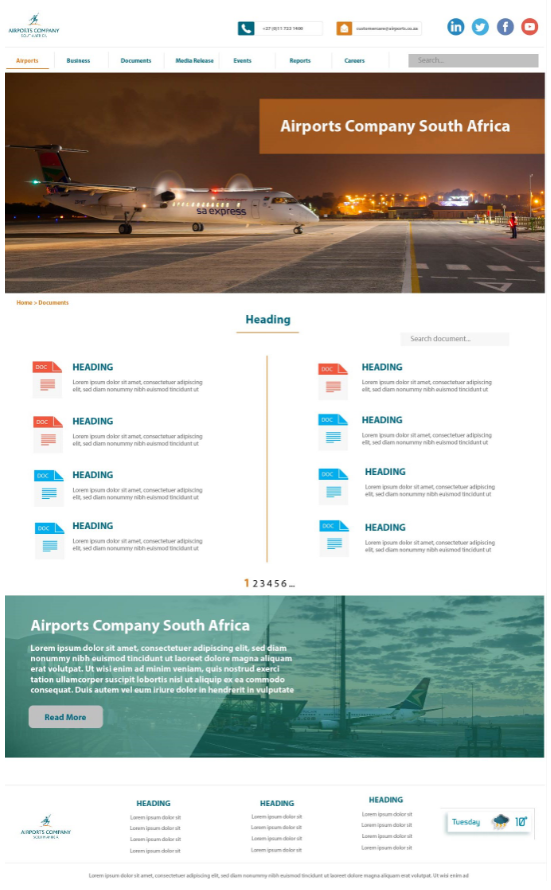 AIRPORTS COMPANY
SOUTH AFRICA
+27 (0)11 723 1400
customercare@airports.co.za
Airports Business Documents Media Release Events Reports Careers Search...
Airports Company South Africa
sa express
Home > Documents
Heading
Search document...
DOC
HEADING
Lorem ipsum dolor sit amet, consectetuer adipiscing
elit, sed diam nonummy nibh euismod tincidunt ut
DOC
HEADING
Lorem ipsum dolor sit amet, consectetuer adipiscing
elit, sed diam nonummy nibh euismod tincidunt ut
DOC
HEADING
Lorem ipsum dolor sit amet, consectetuer adipiscing
elit, sed diam nonummy nibh euismod tincidunt ut
DOC
HEADING
Lorem ipsum dolor sit amet, consectetuer adipiscing
elit, sed diam nonummy nibh euismod tincidunt ut
DOC
HEADING
Lorem ipsum dolor sit amet, consectetuer adipiscing
elit, sed diam nonummy nibh euismod tincidunt ut
DOC
HEADING
Lorem ipsum dolor sit amet, consectetuer adipiscing
elit, sed diam nonummy nibh euismod tincidunt ut
DOC
HEADING
Lorem ipsum dolor sit amet, consectetuer adipiscing
elit, sed diam nonummy nibh euismod tincidunt ut
DOC
HEADING
Lorem ipsum dolor sit amet, consectetuer adipiscing
elit, sed diam nonummy nibh euismod tincidunt ut
1 2 3 4 5 6 ...
Airports Company South Africa
Lorem ipsum dolor sit amet, consectetuer adipiscing elit, sed diam
nonummy nibh euismod tincidunt ut laoreet dolore magna aliquam
erat volutpat. Ut wisi enim ad minim veniam, quis nostrud exerci
tation ullamcorper suscipit lobortis nisl ut aliquip ex ea commodo
consequat. Duis autem vel eum iriure dolor in hendrerit in vulputate
Read More
AIRPORTS COMPANY
SOUTH AFRICA
HEADING
Lorem ipsum dolor sit
Lorem ipsum dolor sit
Lorem ipsum dolor sit
Lorem ipsum dolor sit
HEADING
Lorem ipsum dolor sit
Lorem ipsum dolor sit
Lorem ipsum dolor sit
Lorem ipsum dolor sit
HEADING
Lorem ipsum dolor sit
Lorem ipsum dolor sit
Lorem ipsum dolor sit
Lorem ipsum dolor sit
Tuesday 10°
Lorem ipsum dolor sit amet, consectetuer adipiscing elit, sed diam nonummy nibh euismod tincidunt ut laoreet dolore magna aliquam erat volutpat. Ut wisi enim ad